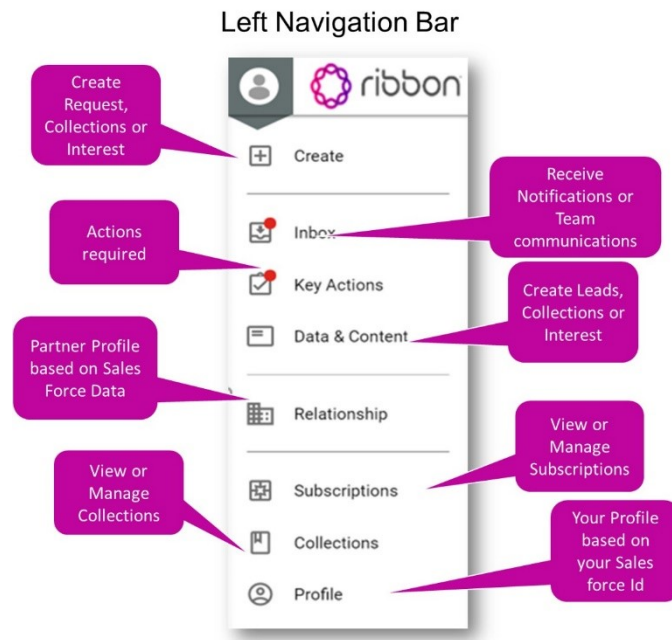 Left Navigation Bar
Create
Request,
Collections or
Interest
ribbon
Create
Receive
Notifications or
Team
communications
Actions
required
Inbox
Key Actions
Create Leads,
Collections or
Interest
Data & Content
Partner Profile
based on Sales
Force Data
Relationship
View or
Manage
Subscriptions
View or
Manage
Collections
Subscriptions
Collections
Your Profile
based on
your Sales
force Id
Profile